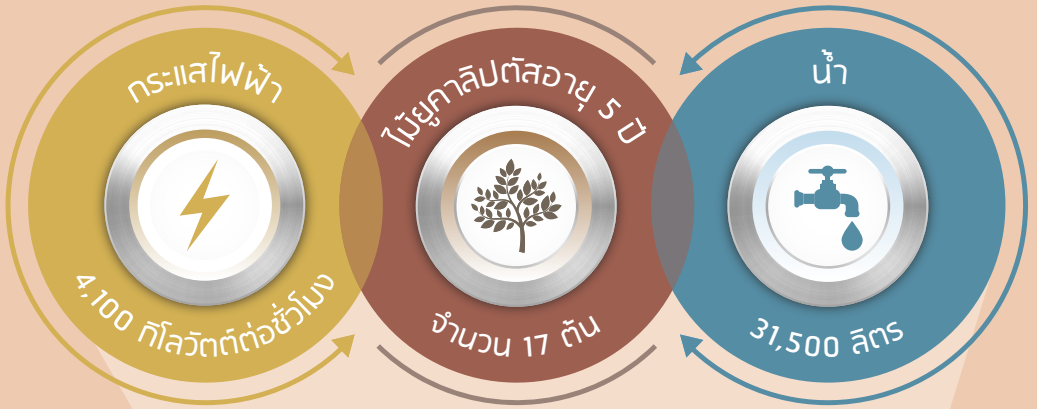 กระแสไฟฟ้า
4,100 กิโลวัตต์ต่อชั่วโมง
ไม้ยูคาลิปตัสอายุ 5 ปี
จำนวน 17 ต้น
น้ำ
31,500 ลิตร